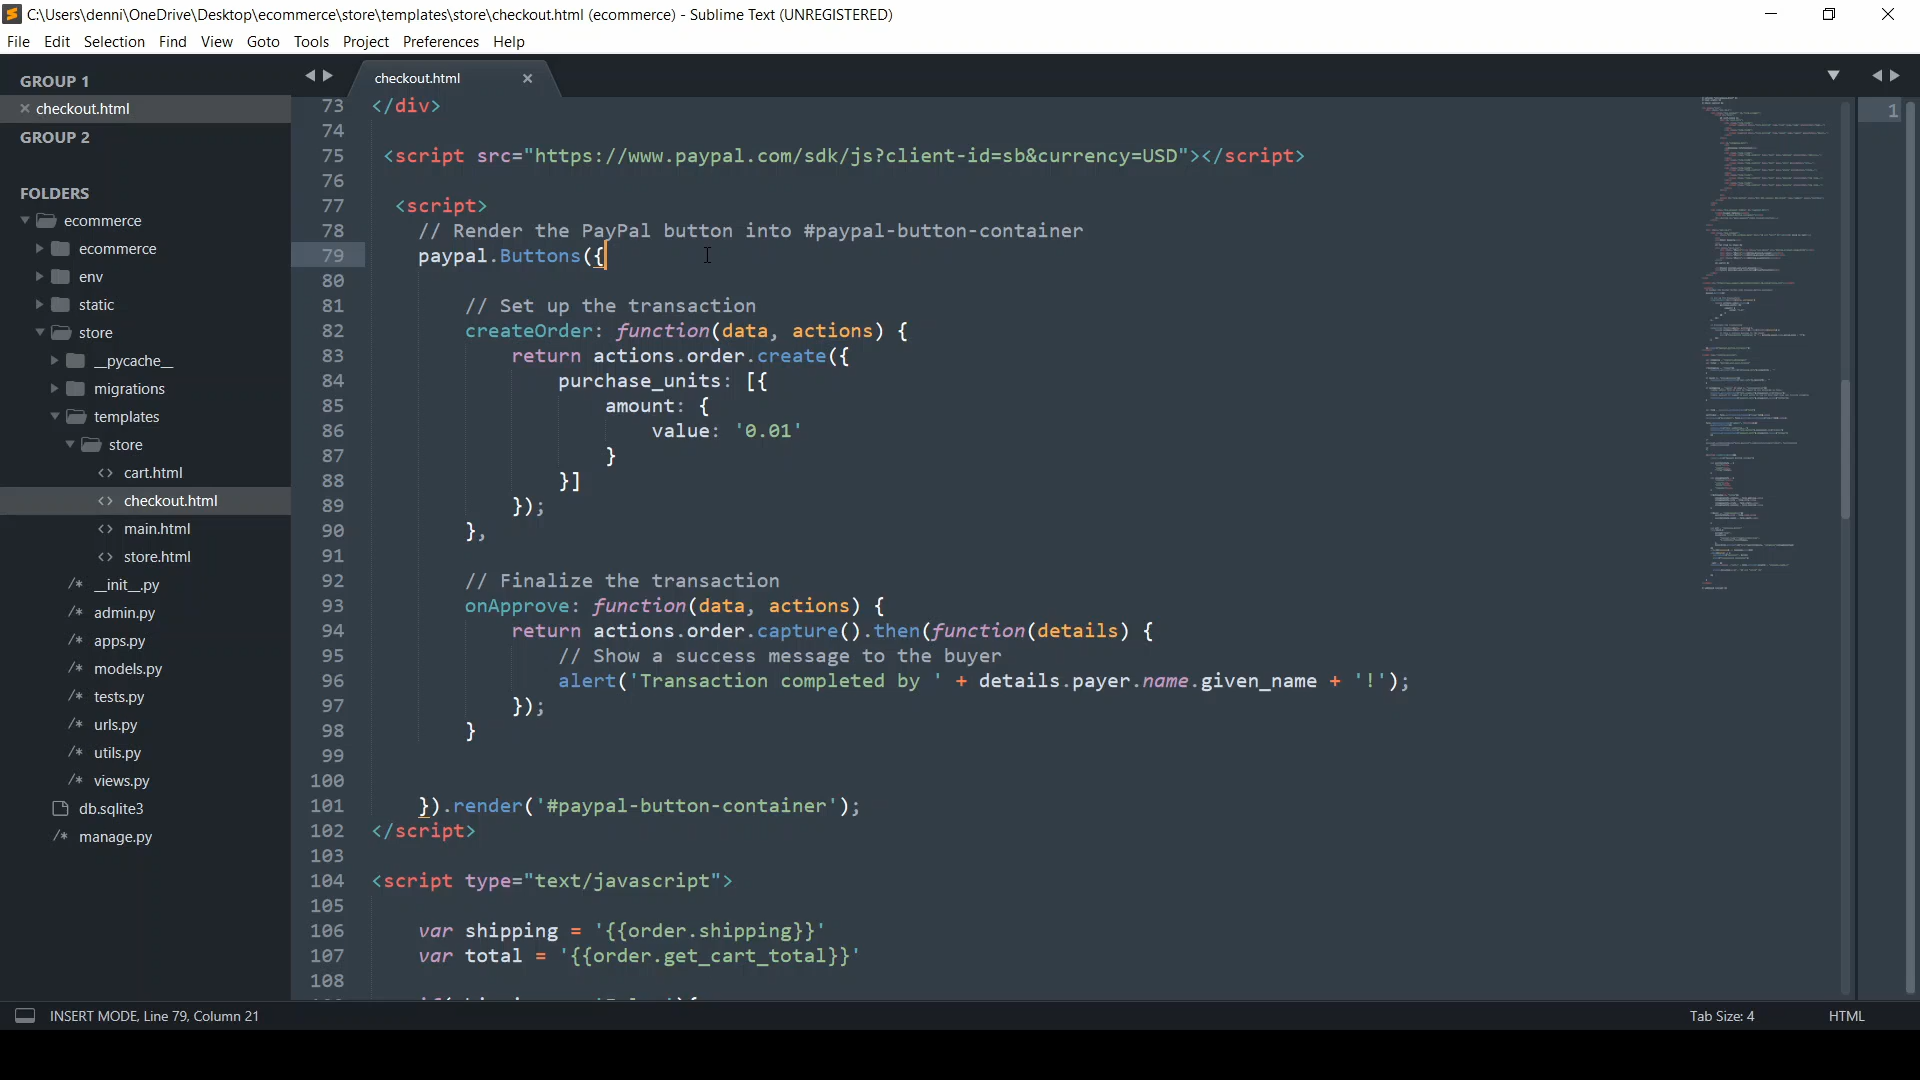 C:\Users\denni\OneDrive\Desktop\ecommerce\store\templates\store\checkout.html (ecommerce) - Sublime Text (UNREGISTERED)
File Edit Selection Find View Goto Tools Project Preferences Help
GROUP 1
checkout.html
GROUP 2
FOLDERS
ecommerce
ecommerce
env
static
store
__pycache__
migrations
templates
store
cart.html
checkout.html
main.html
store.html
/* __init__.py
/* admin.py
/* apps.py
/* models.py
/* tests.py
/* urls.py
/* utils.py
/* views.py
db.sqlite3
/* manage.py
checkout.html
73 </div>
74
75 <script src="https://www.paypal.com/sdk/js?client-id=sb&currency=USD"></script>
76
77 <script>
78 // Render the PayPal button into #paypal-button-container
79 paypal.Buttons({
80
81 // Set up the transaction
82 createOrder: function(data, actions) {
83 return actions.order.create({
84 purchase_units: [{
85 amount: {
86 value: '0.01'
87 }
88 }]
89 });
90 },
91
92 // Finalize the transaction
93 onApprove: function(data, actions) {
94 return actions.order.capture().then(function(details) {
95 // Show a success message to the buyer
96 alert('Transaction completed by ' + details.payer.name.given_name + '!');
97 });
98 }
99
100
101 }).render('#paypal-button-container');
102 </script>
103
104 <script type="text/javascript">
105
106 var shipping = '{{order.shipping}}'
107 var total = '{{order.get_cart_total}}'
108
1
INSERT MODE, Line 79, Column 21
Tab Size: 4
HTML